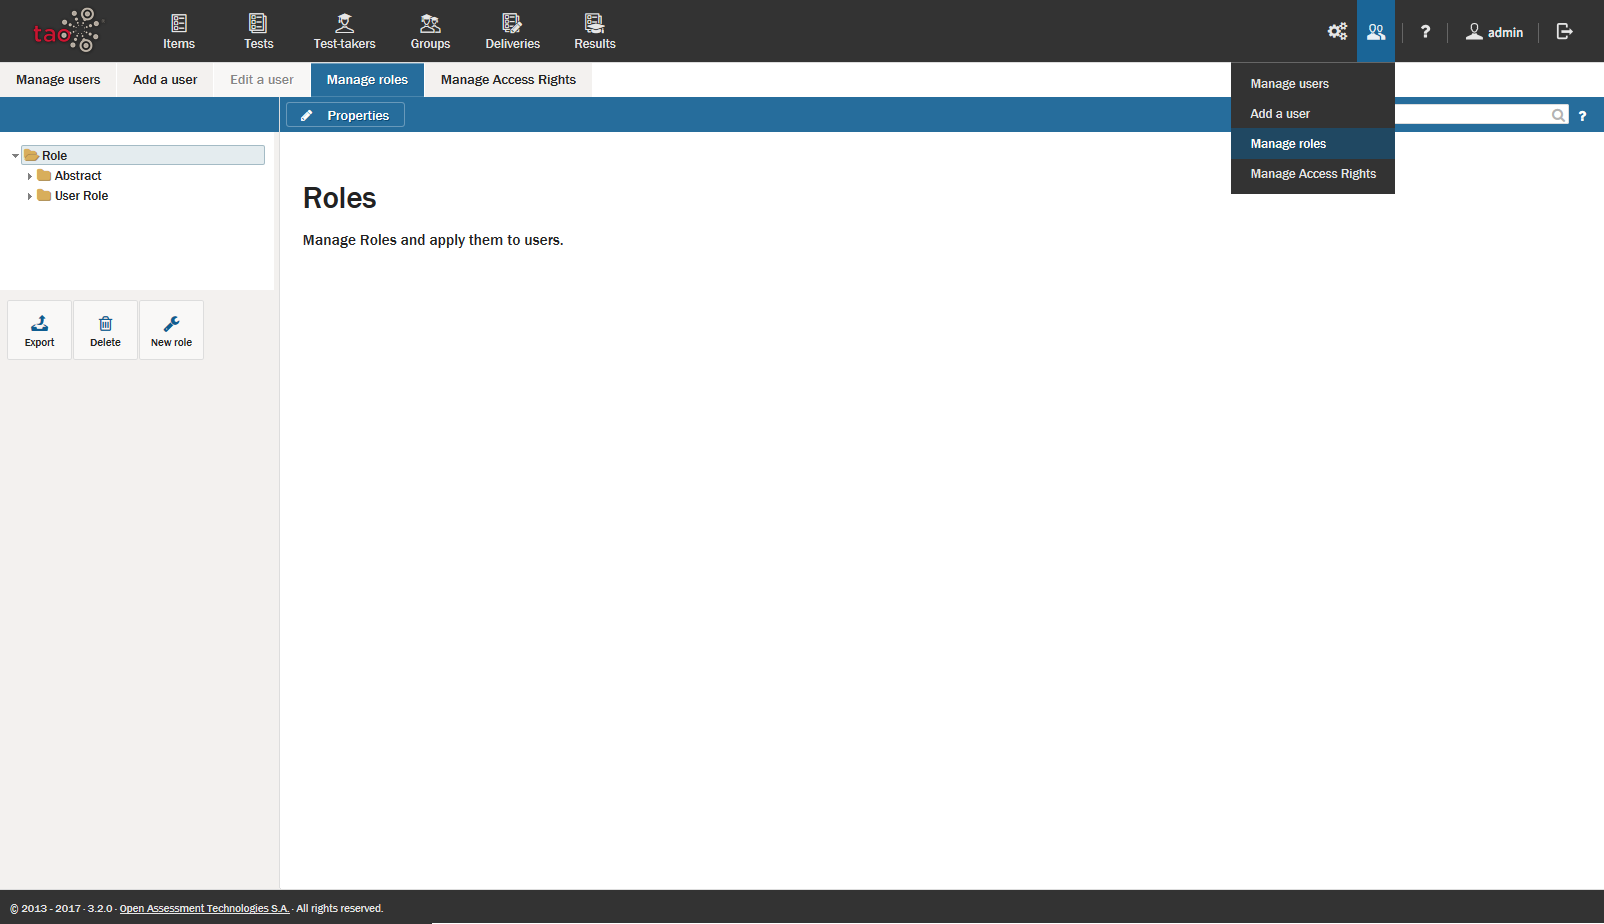 tao
Items
Tests
Test-takers
Groups
Deliveries
Results
?
admin
Manage users
Add a user
Edit a user
Manage roles
Manage Access Rights
Manage users
Add a user
Manage roles
Manage Access Rights
Properties
?
Role
Abstract
User Role
Roles
Manage Roles and apply them to users.
Export
Delete
New role
© 2013 - 2017 · 3.2.0 · Open Assessment Technologies S.A. · All rights reserved.